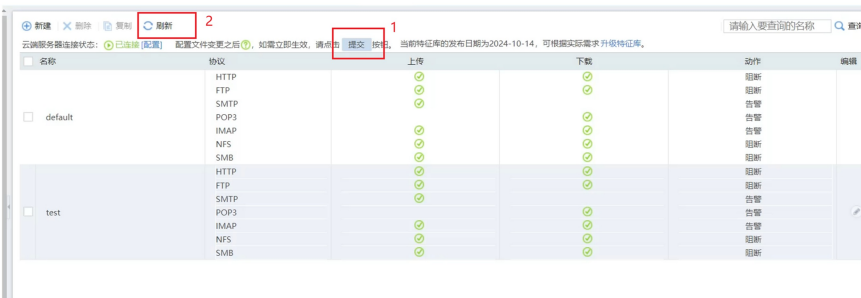 新建 删除 复制 刷新 2 请输入要查询的名称
1
云端服务器连接状态： 已连接 [配置] 配置文件变更之后 ，如需立即生效，请点击 提交 按钮。 当前特征库的发布日期为2024-10-14，可根据实际需求 升级特征库。
名称 协议 上传 下载 动作 编辑
HTTP 阻断
FTP 阻断
SMTP 告警
default POP3 告警
IMAP 告警
NFS 阻断
SMB 阻断
HTTP 阻断
FTP 阻断
SMTP 告警
test POP3 告警
IMAP 告警
NFS 阻断
SMB 阻断